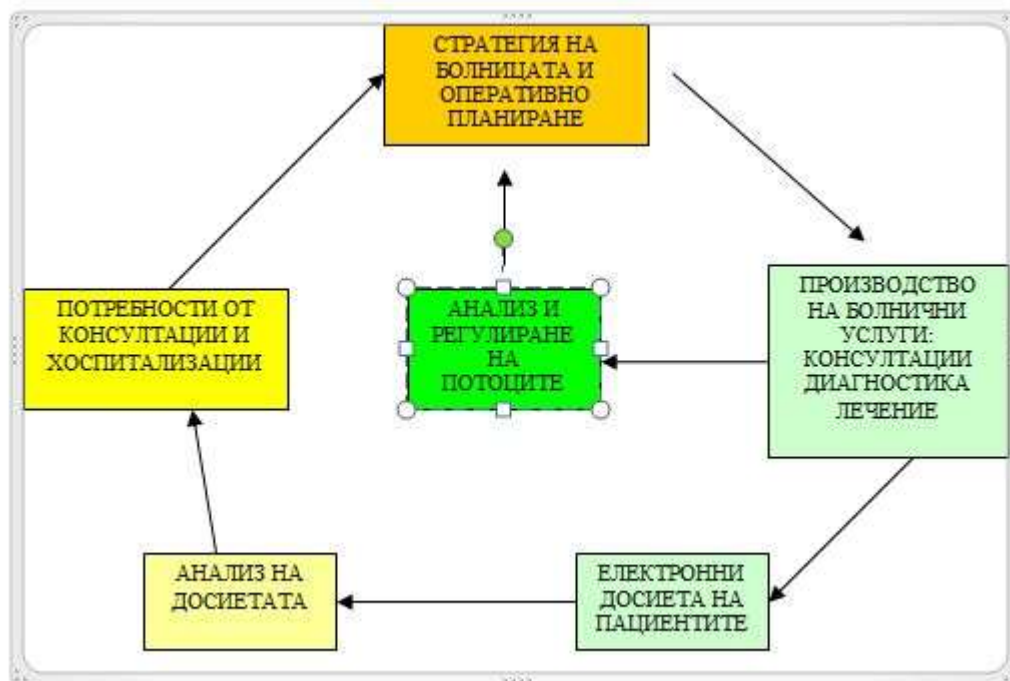 СТРАТЕГИЯ НА
БОЛНИЦАТА И
ОПЕРАТИВНО
ПЛАНИРАНЕ
ПОТРЕБНОСТИ ОТ
КОНСУЛТАЦИИ И
ХОСПИТАЛИЗАЦИИ
АНАЛИЗ И
РЕГУЛИРАНЕ
НА
ПОТОЦИТЕ
ПРОИЗВОДСТВО
НА БОЛНИЧНИ
УСЛУГИ:
КОНСУЛТАЦИИ
ДИАГНОСТИКА
ЛЕЧЕНИЕ
АНАЛИЗ НА
ДОСИЕТАТА
ЕЛЕКТРОННИ
ДОСИЕТА НА
ПАЦИЕНТИТЕ